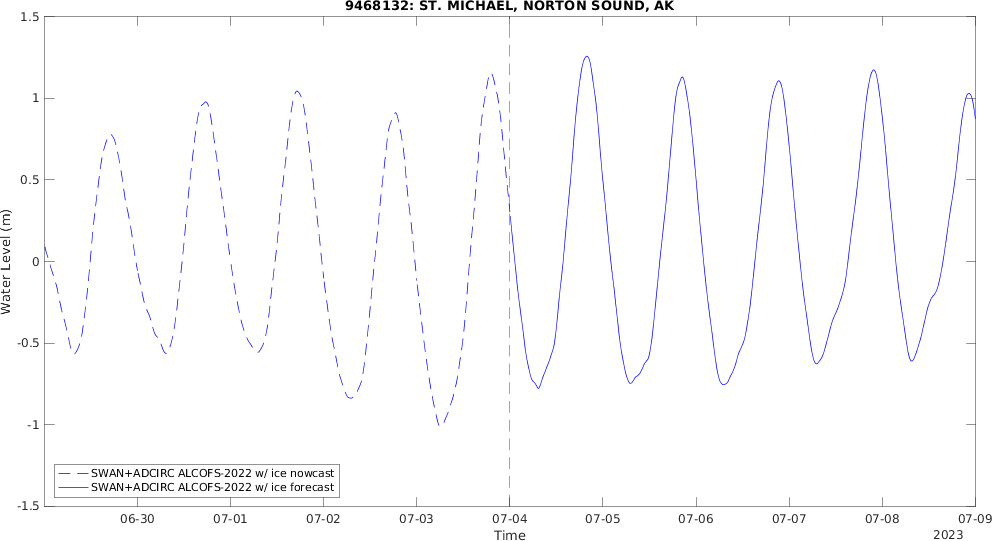 9468132: ST. MICHAEL, NORTON SOUND, AK
1.5
1
0.5
0
-0.5
-1
-1.5
Water Level (m)
SWAN+ADCIRC ALCOFS-2022 w/ ice nowcast
SWAN+ADCIRC ALCOFS-2022 w/ ice forecast
06-30 07-01 07-02 07-03 07-04 07-05 07-06 07-07 07-08 07-09
Time
2023